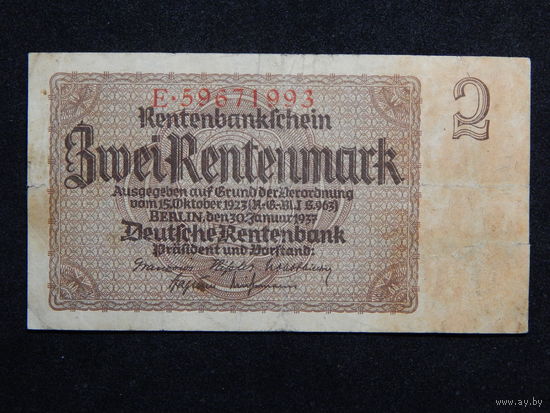 E·59671993
Rentenbankschein
2
Zwei Rentenmark
Ausgegeben auf Grund der Verordnung
vom 15. Oktober 1923 (R.-G.-Bl. I S. 963)
BERLIN, den 30. Januar 1937
Deutsche Rentenbank
Präsident und Vorstand:
www.ay.by